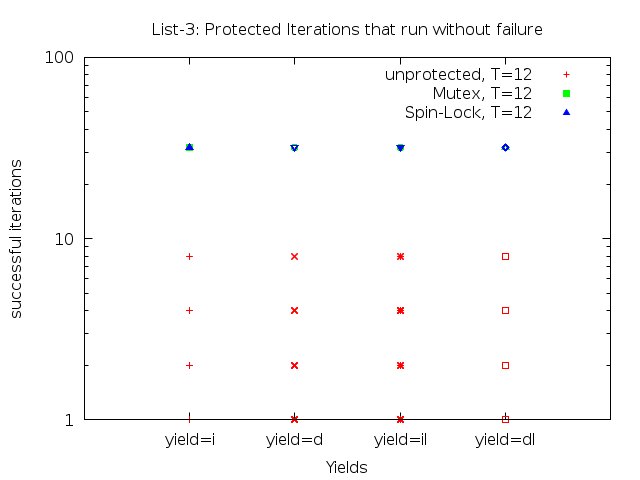 List-3: Protected Iterations that run without failure
100
unprotected, T=12
Mutex, T=12
Spin-Lock, T=12
successful iterations
10
1
yield=i yield=d yield=il yield=dl
Yields